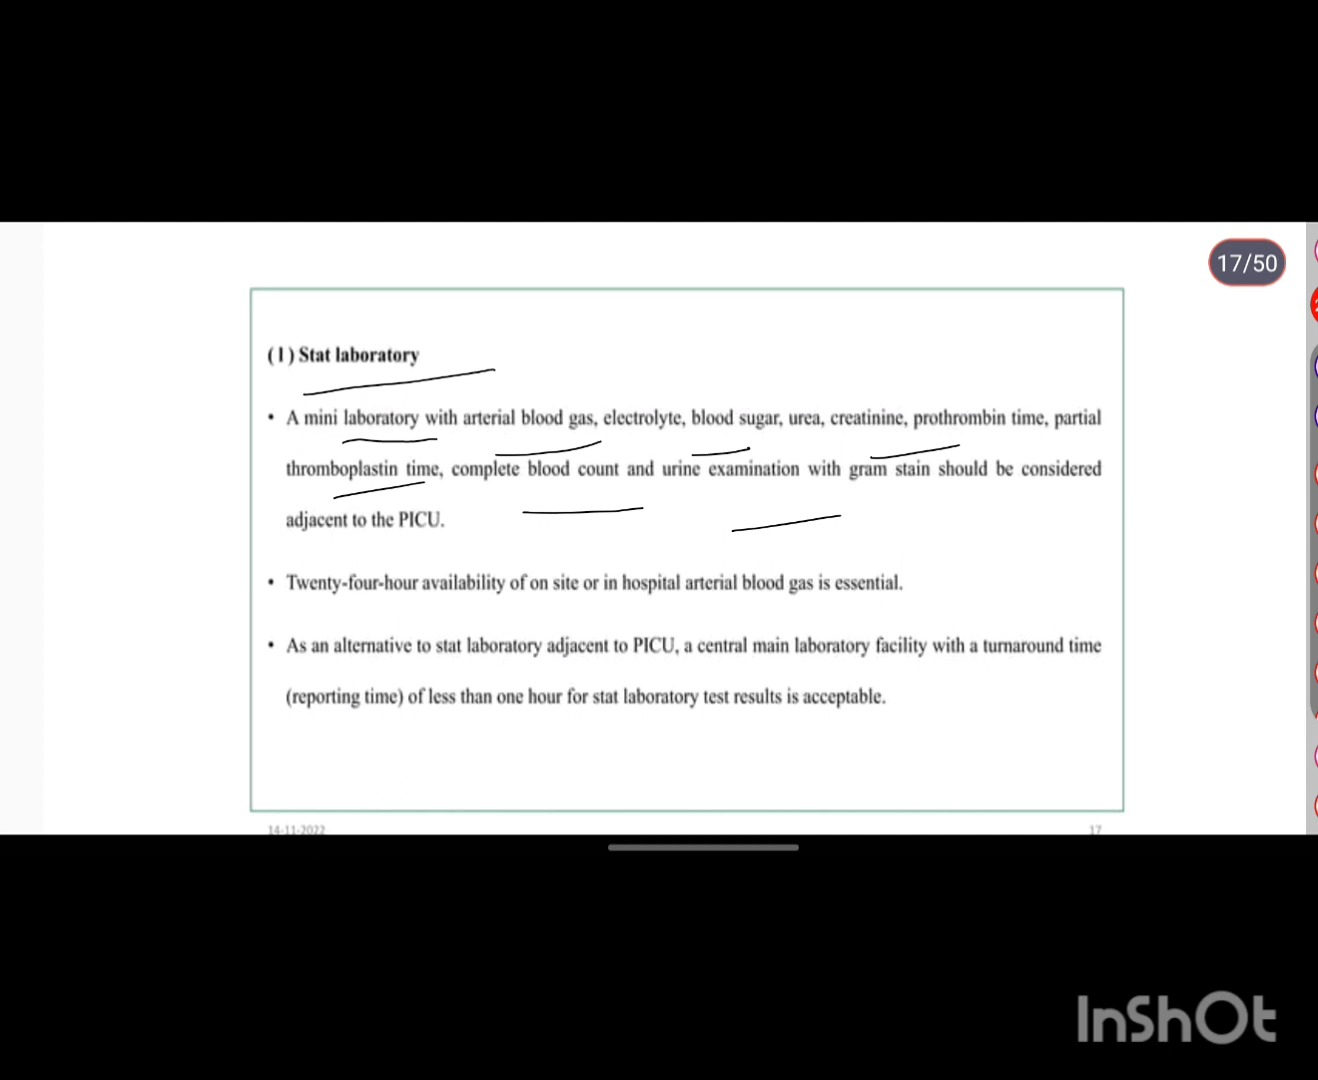 17/50
(1) Stat laboratory
• A mini laboratory with arterial blood gas, electrolyte, blood sugar, urea, creatinine, prothrombin time, partial
thromboplastin time, complete blood count and urine examination with gram stain should be considered
adjacent to the PICU.
• Twenty-four-hour availability of on site or in hospital arterial blood gas is essential.
• As an alternative to stat laboratory adjacent to PICU, a central main laboratory facility with a turnaround time
(reporting time) of less than one hour for stat laboratory test results is acceptable.
14-11-2022 17
InShOt